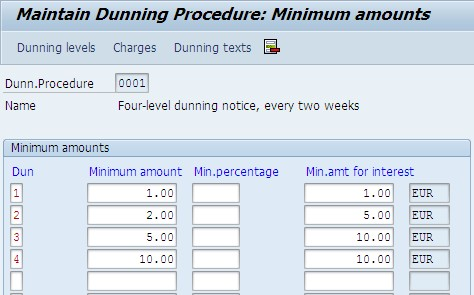 Maintain Dunning Procedure: Minimum amounts
Dunning levels Charges Dunning texts
Dunn.Procedure 0001
Name Four-level dunning notice, every two weeks
Minimum amounts
Dun Minimum amount Min.percentage Min.amt for interest
1 1.00 1.00 EUR
2 2.00 5.00 EUR
3 5.00 10.00 EUR
4 10.00 10.00 EUR